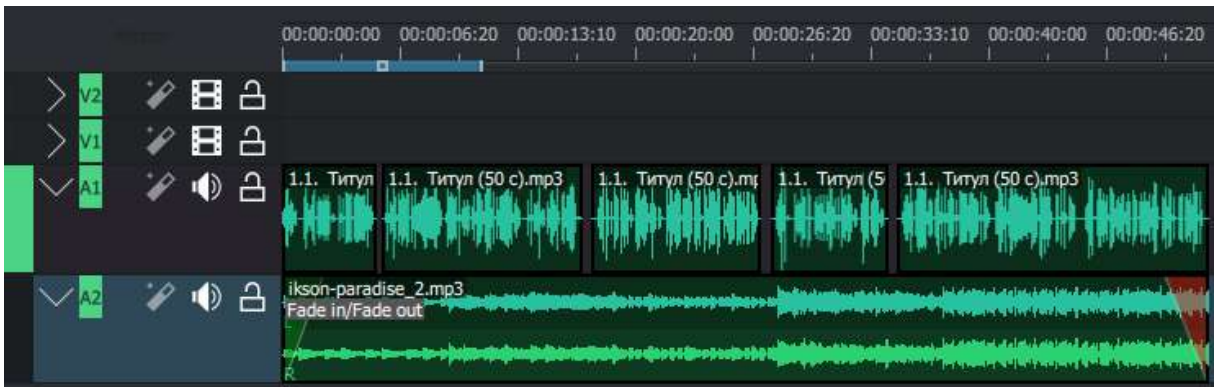 00:00:00:00 00:00:06:20 00:00:13:10 00:00:20:00 00:00:26:20 00:00:33:10 00:00:40:00 00:00:46:20
V2
V1
A1 1.1. Титул 1.1. Титул (50 с).mp3 1.1. Титул (50 с).mp 1.1. Титул (5 1.1. Титул (50 с).mp3
A2 ikson-paradise_2.mp3
Fade in/Fade out
L
R